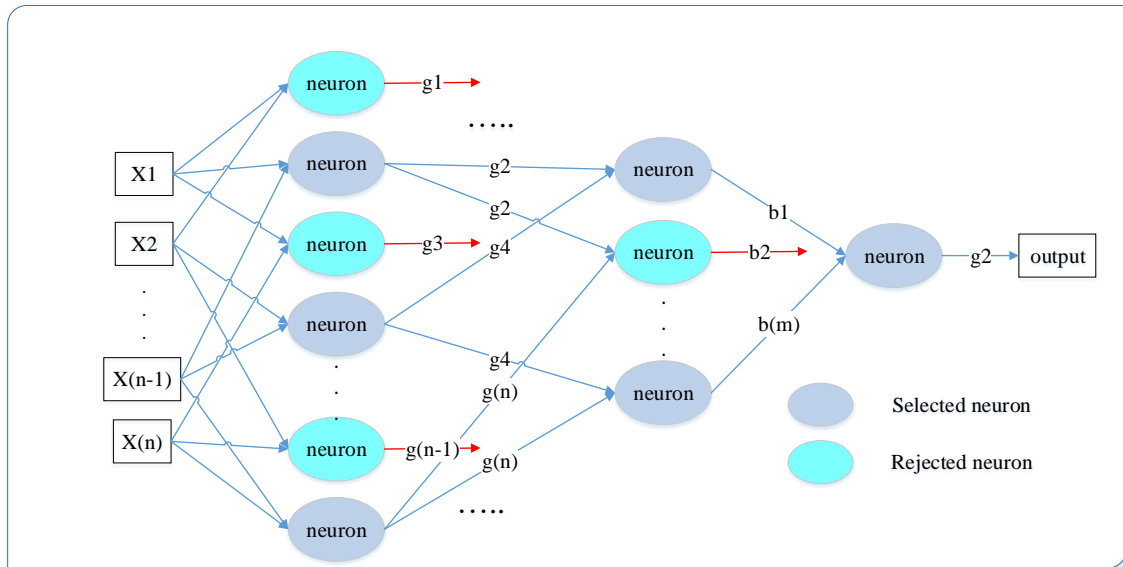 X1
X2
.
.
.
X(n-1)
X(n)
neuron
neuron
neuron
neuron
.
.
.
neuron
neuron
g1
.....
g2
g2
g3
g4
g4
g(n)
g(n-1)
g(n)
.....
neuron
neuron
.
.
.
neuron
b1
b2
b(m)
neuron
g2
output
Selected neuron
Rejected neuron